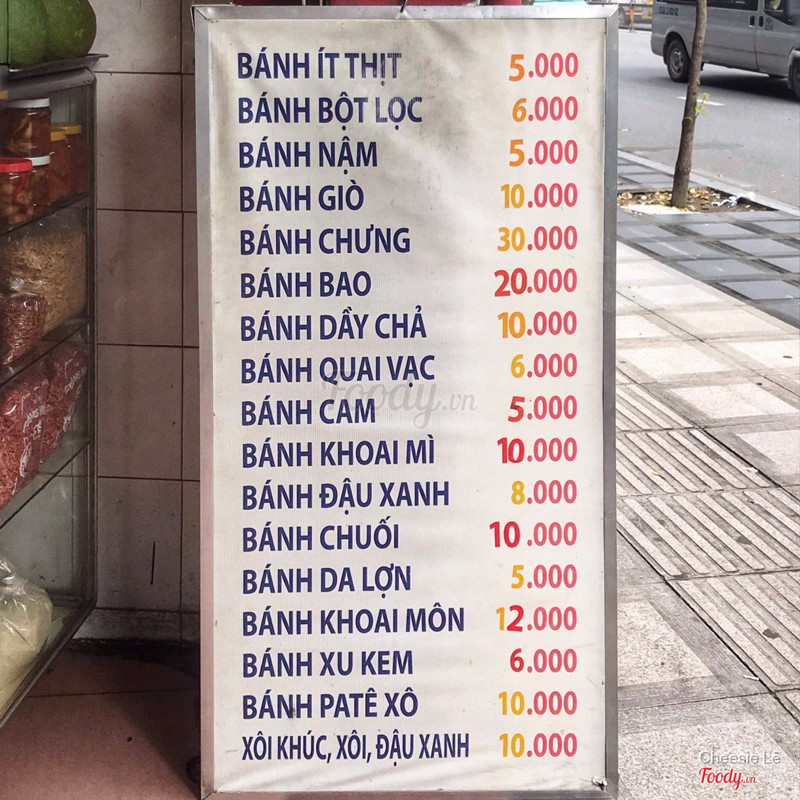 BÁNH ÍT THỊT 5.000
BÁNH BỘT LỌC 6.000
BÁNH NẬM 5.000
BÁNH GIÒ 10.000
BÁNH CHƯNG 30.000
BÁNH BAO 20.000
BÁNH DẦY CHẢ 10.000
BÁNH QUAI VẠC 6.000
Foody.vn
BÁNH CAM 5.000
BÁNH KHOAI MÌ 10.000
BÁNH ĐẬU XANH 8.000
BÁNH CHUỐI 10.000
BÁNH DA LỢN 5.000
BÁNH KHOAI MÔN 12.000
BÁNH XU KEM 6.000
BÁNH PATÊ XÔ 10.000
XÔI KHÚC, XÔI, ĐẬU XANH 10.000
Cheesie Lê
Foody.vn